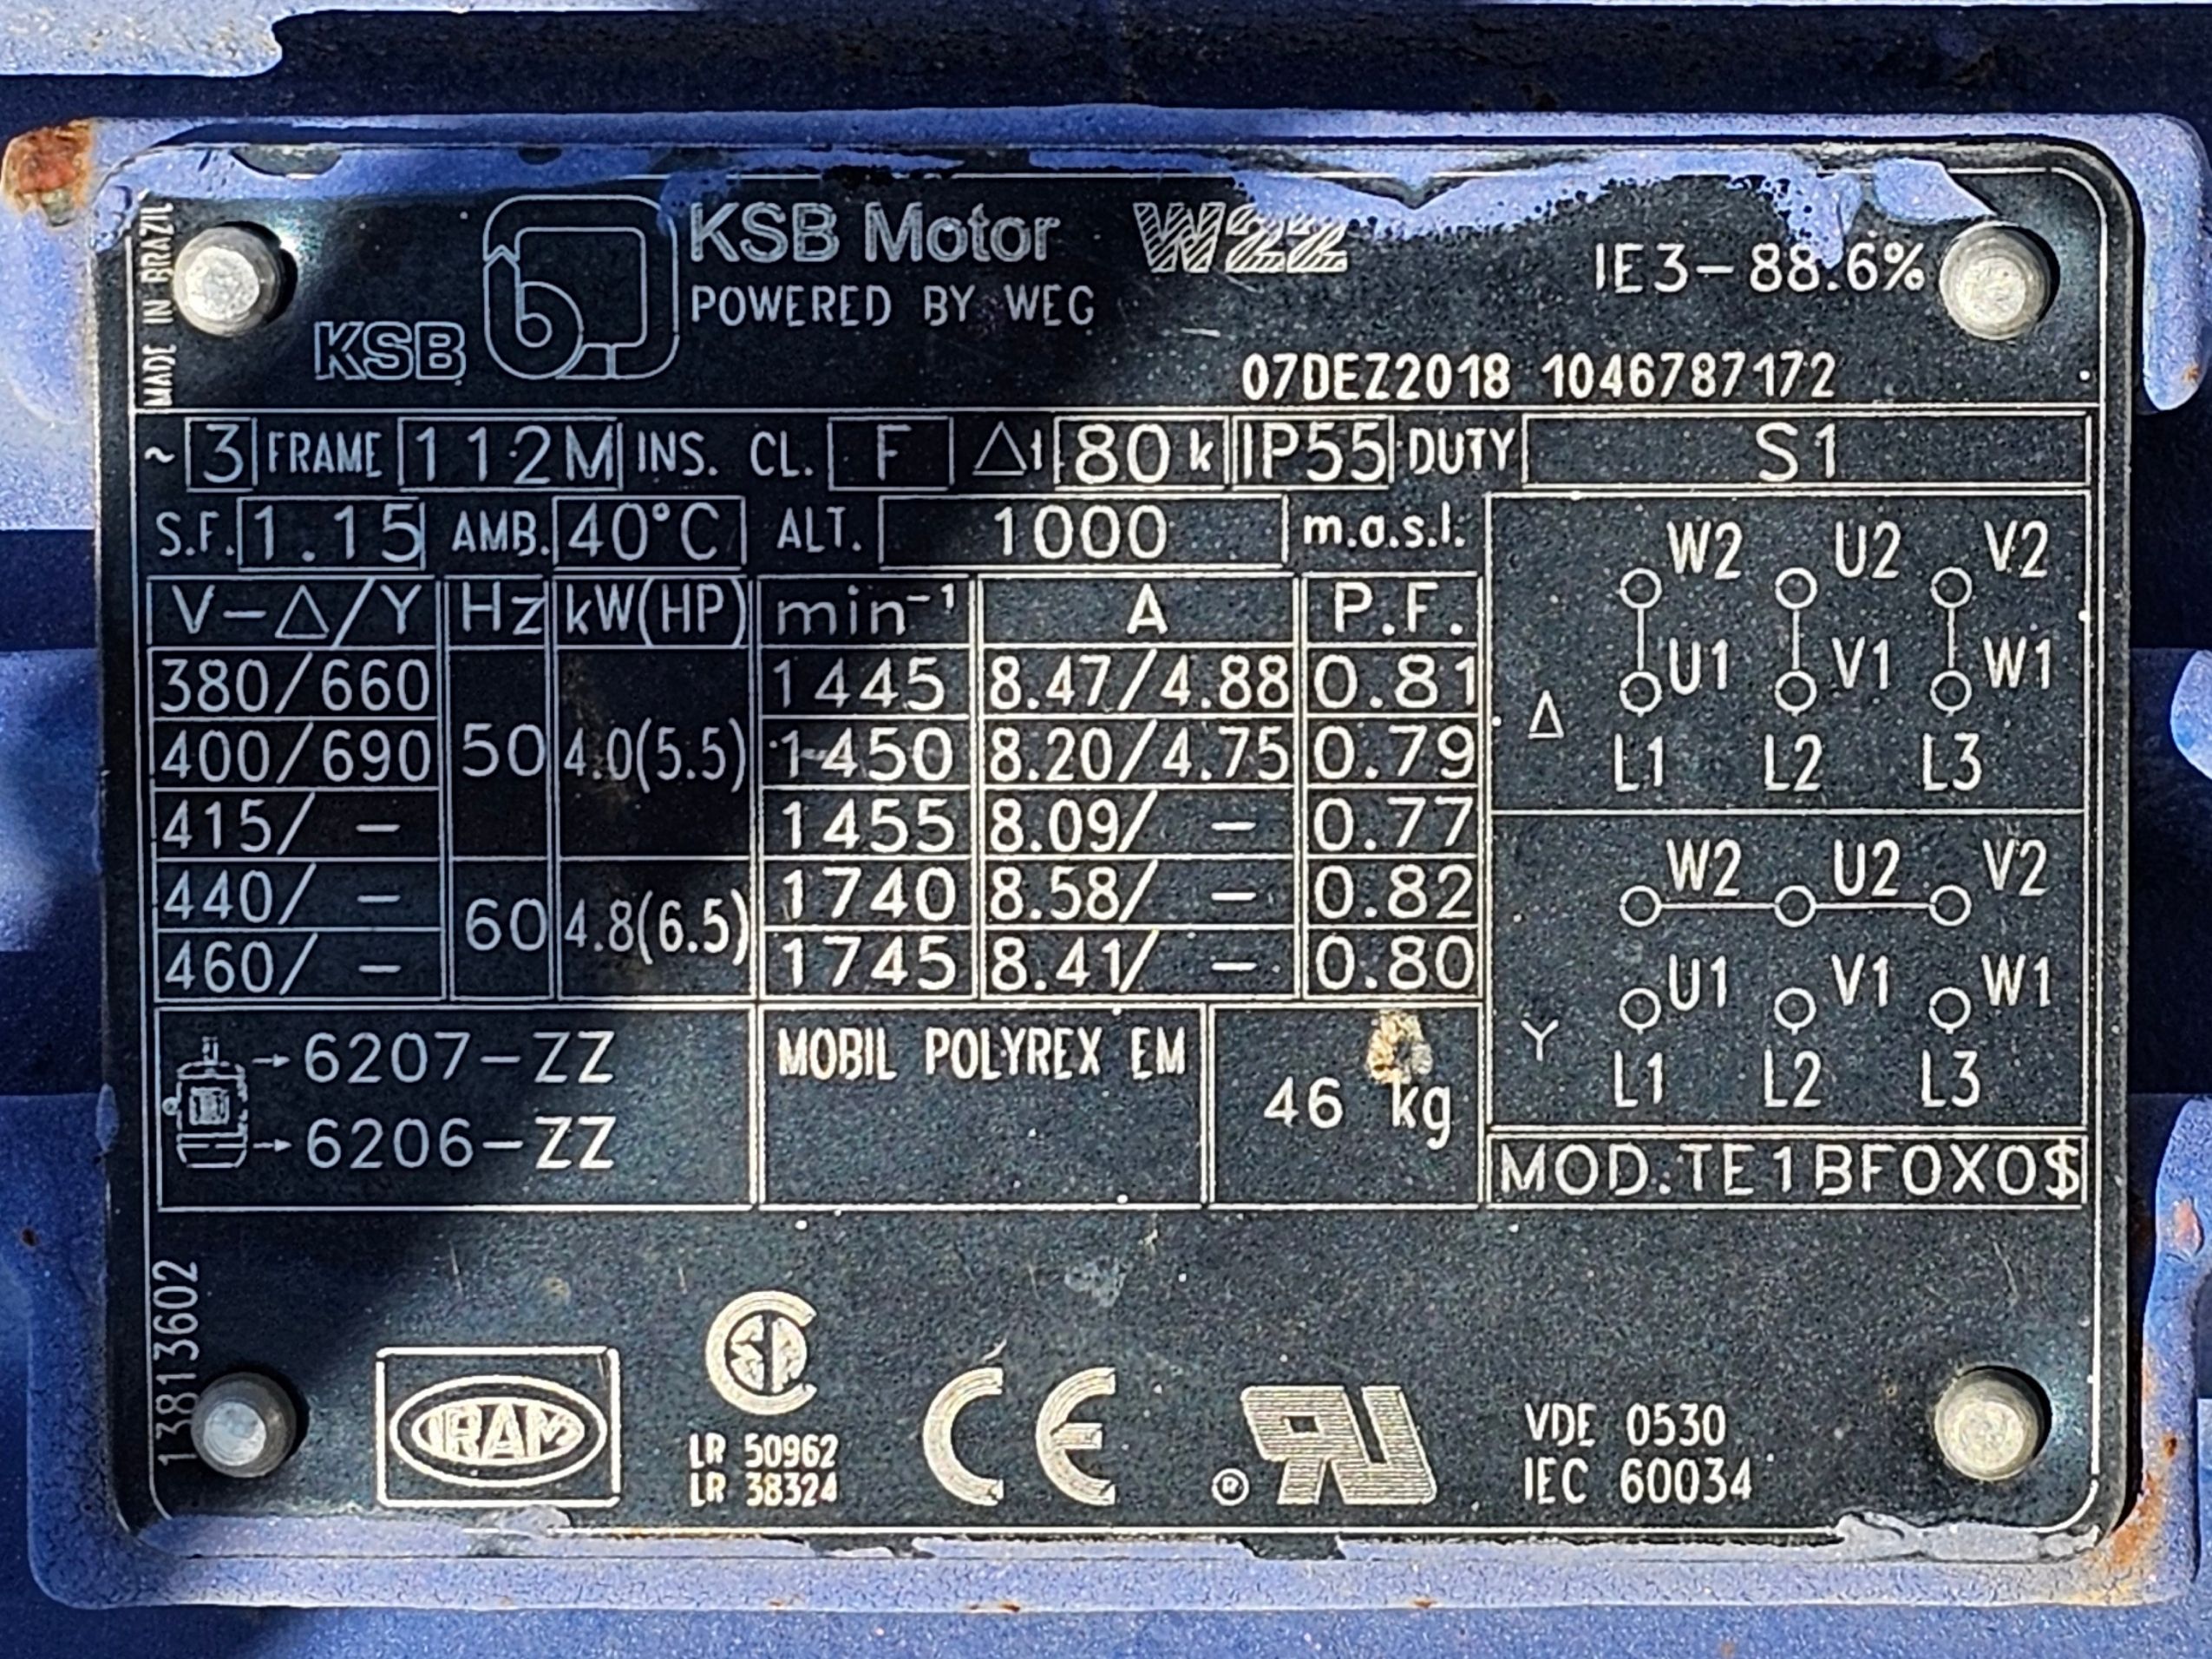 MADE IN BRAZIL
KSB
KSB Motor W22
POWERED BY WEG
IE3-88.6%
07DEZ2018 1046787172
~ 3 FRAME 112M INS. CL. F Δt 80 k IP55 DUTY S1
S.F. 1.15 AMB. 40°C ALT. 1000 m.a.s.l.
V-Δ/Y Hz kW(HP) min⁻¹ A P.F.
380/660 1445 8.47/4.88 0.81
400/690 50 4.0(5.5) 1450 8.20/4.75 0.79
415/ - 1455 8.09/ - 0.77
440/ - 1740 8.58/ - 0.82
60 4.8(6.5)
460/ - 1745 8.41/ - 0.80
W2 U2 V2
U1 V1 W1
Δ
L1 L2 L3
W2 U2 V2
U1 V1 W1
Y
L1 L2 L3
→6207-ZZ
→6206-ZZ
MOBIL POLYREX EM
46 kg
MOD.TE1BF0X0$
13813602
IRAM
LR 50962
LR 38324
CE
®
VDE 0530
IEC 60034